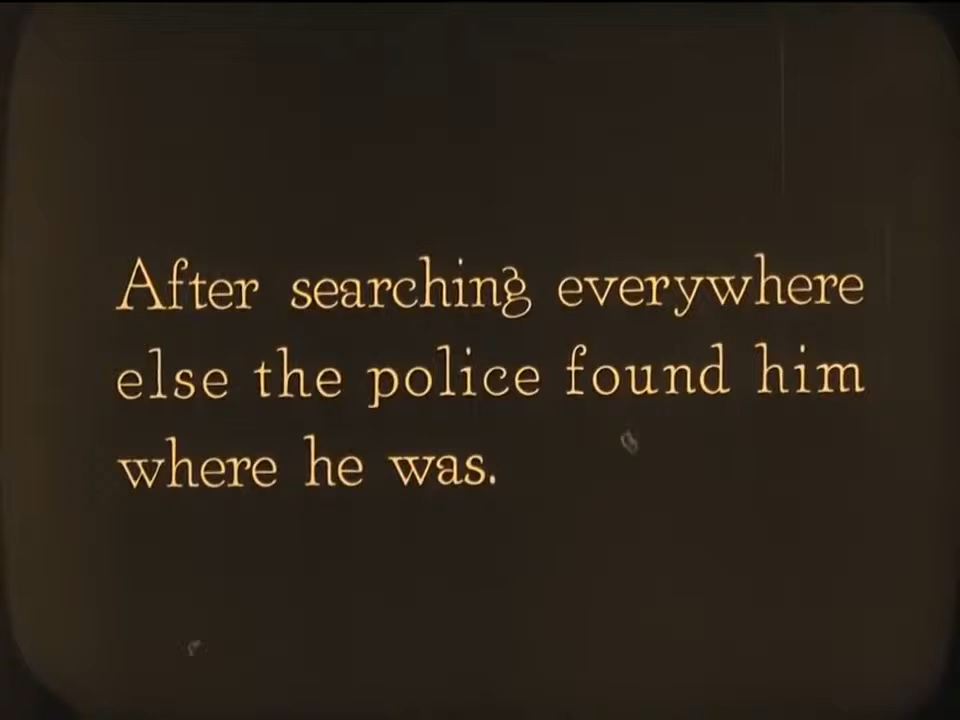 After searching everywhere
else the police found him
where he was.